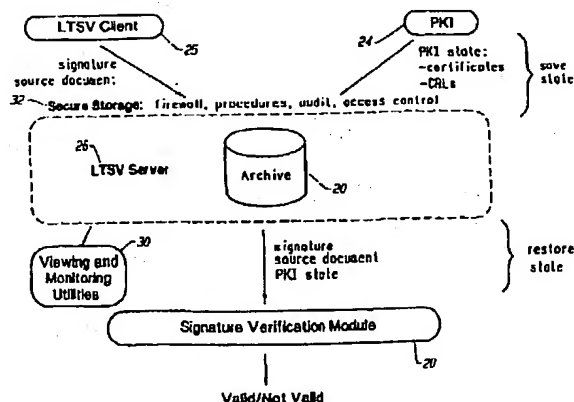 LTSV Client
25
PKI
24
signature
source document:
PKI state:
-certificates
-CRLs
save
state
32
Secure Storage: firewall, procedures, audit, access control
26
LTSV Server
Archive
20
30
Viewing and
Monitoring
Utilities
signature
source document
PKI state
restore
state
Signature Verification Module
20
Valid/Not Valid